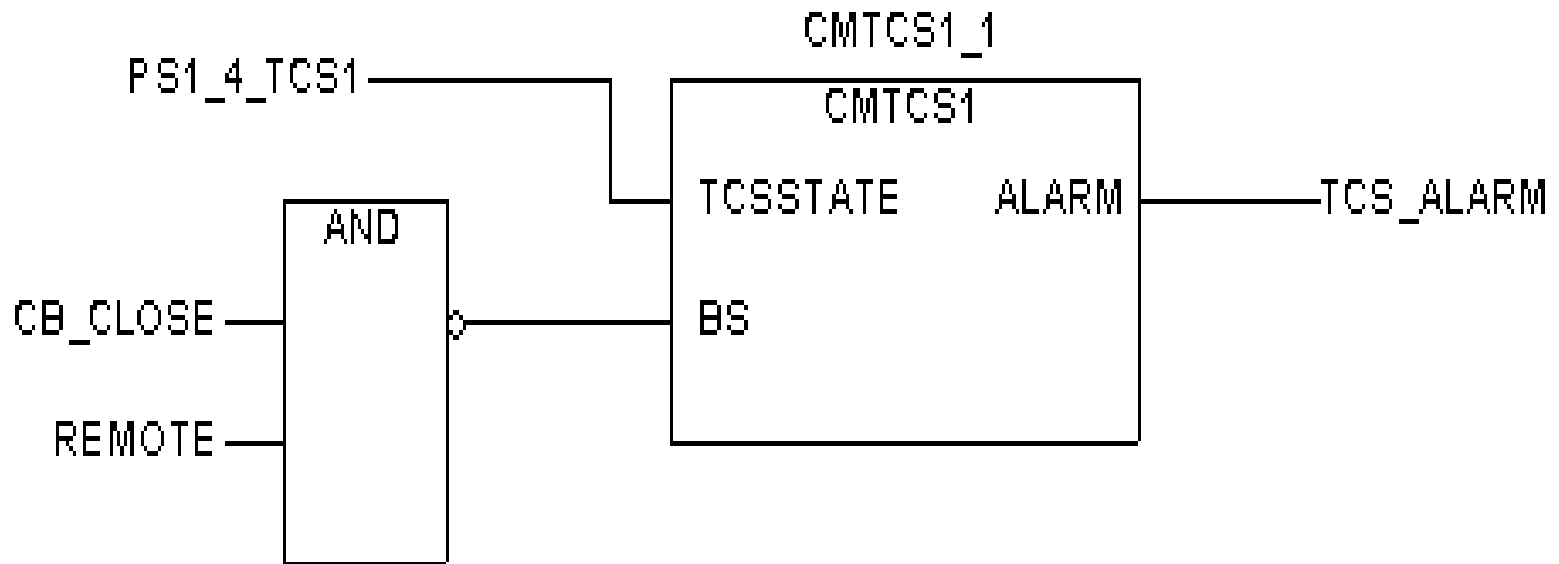 CMTCS1_1
PS1_4_TCS1
CMTCS1
TCSSTATE ALARM
TCS_ALARM
AND
CB_CLOSE
BS
REMOTE